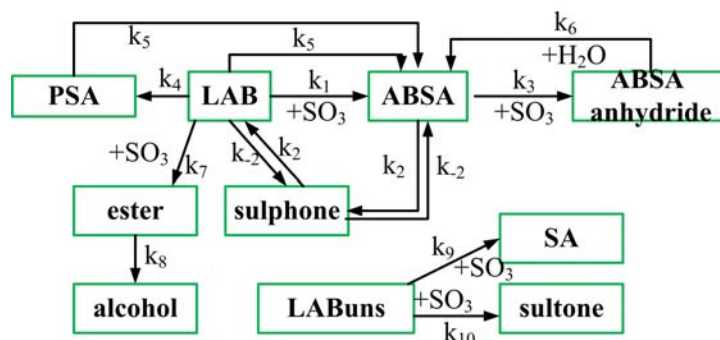 k₅
k₅
k₆
+H₂O
PSA
k₄
LAB
k₁
+SO₃
ABSA
k₃
+SO₃
ABSA
anhydride
+SO₃
k₇
k₋₂
k₂
k₂
k₋₂
ester
sulphone
SA
k₈
k₉
+SO₃
alcohol
LABuns
+SO₃
k₁₀
sultone